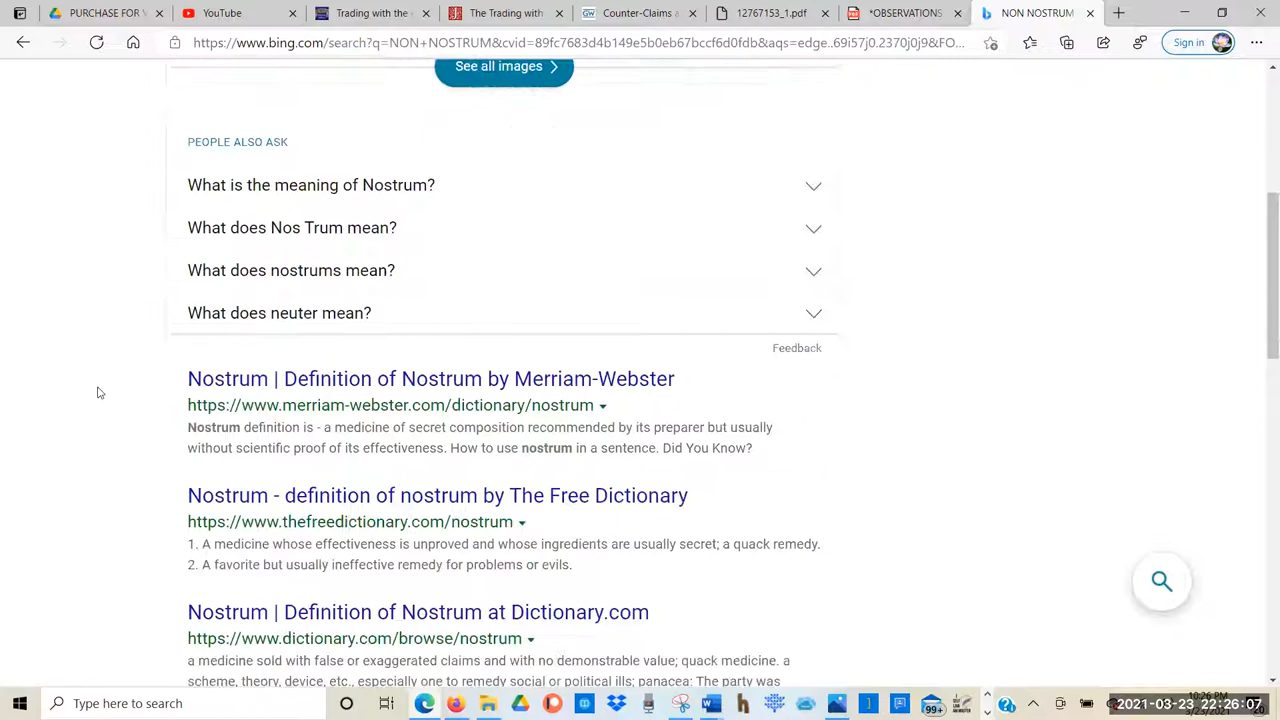 PURCHASE
YouTube
Trading with the
The Trading with
Counter-Claims a
12767153_1.pdf
*OBSERVATIONS
NON NOSTRUM
https://www.bing.com/search?q=NON+NOSTRUM&cvid=89fc7683d4b149e5b0eb67bccf6d0fdb&aqs=edge..69i57j0.2370j0j9&FO...
Sign in
See all images
PEOPLE ALSO ASK
What is the meaning of Nostrum?
What does Nos Trum mean?
What does nostrums mean?
What does neuter mean?
Feedback
Nostrum | Definition of Nostrum by Merriam-Webster
https://www.merriam-webster.com/dictionary/nostrum
Nostrum definition is - a medicine of secret composition recommended by its preparer but usually
without scientific proof of its effectiveness. How to use nostrum in a sentence. Did You Know?
Nostrum - definition of nostrum by The Free Dictionary
https://www.thefreedictionary.com/nostrum
1. A medicine whose effectiveness is unproved and whose ingredients are usually secret; a quack remedy.
2. A favorite but usually ineffective remedy for problems or evils.
Nostrum | Definition of Nostrum at Dictionary.com
https://www.dictionary.com/browse/nostrum
a medicine sold with false or exaggerated claims and with no demonstrable value; quack medicine. a
scheme, theory, device, etc., especially one to remedy social or political ills; panacea: The party was
Type here to search
99+
10:26 PM
2021-03-23 22:26:07